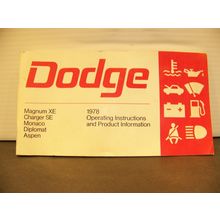 Dodge
Magnum XE
Charger SE
Monaco
Diplomat
Aspen
1978
Operating Instructions
and Product Information